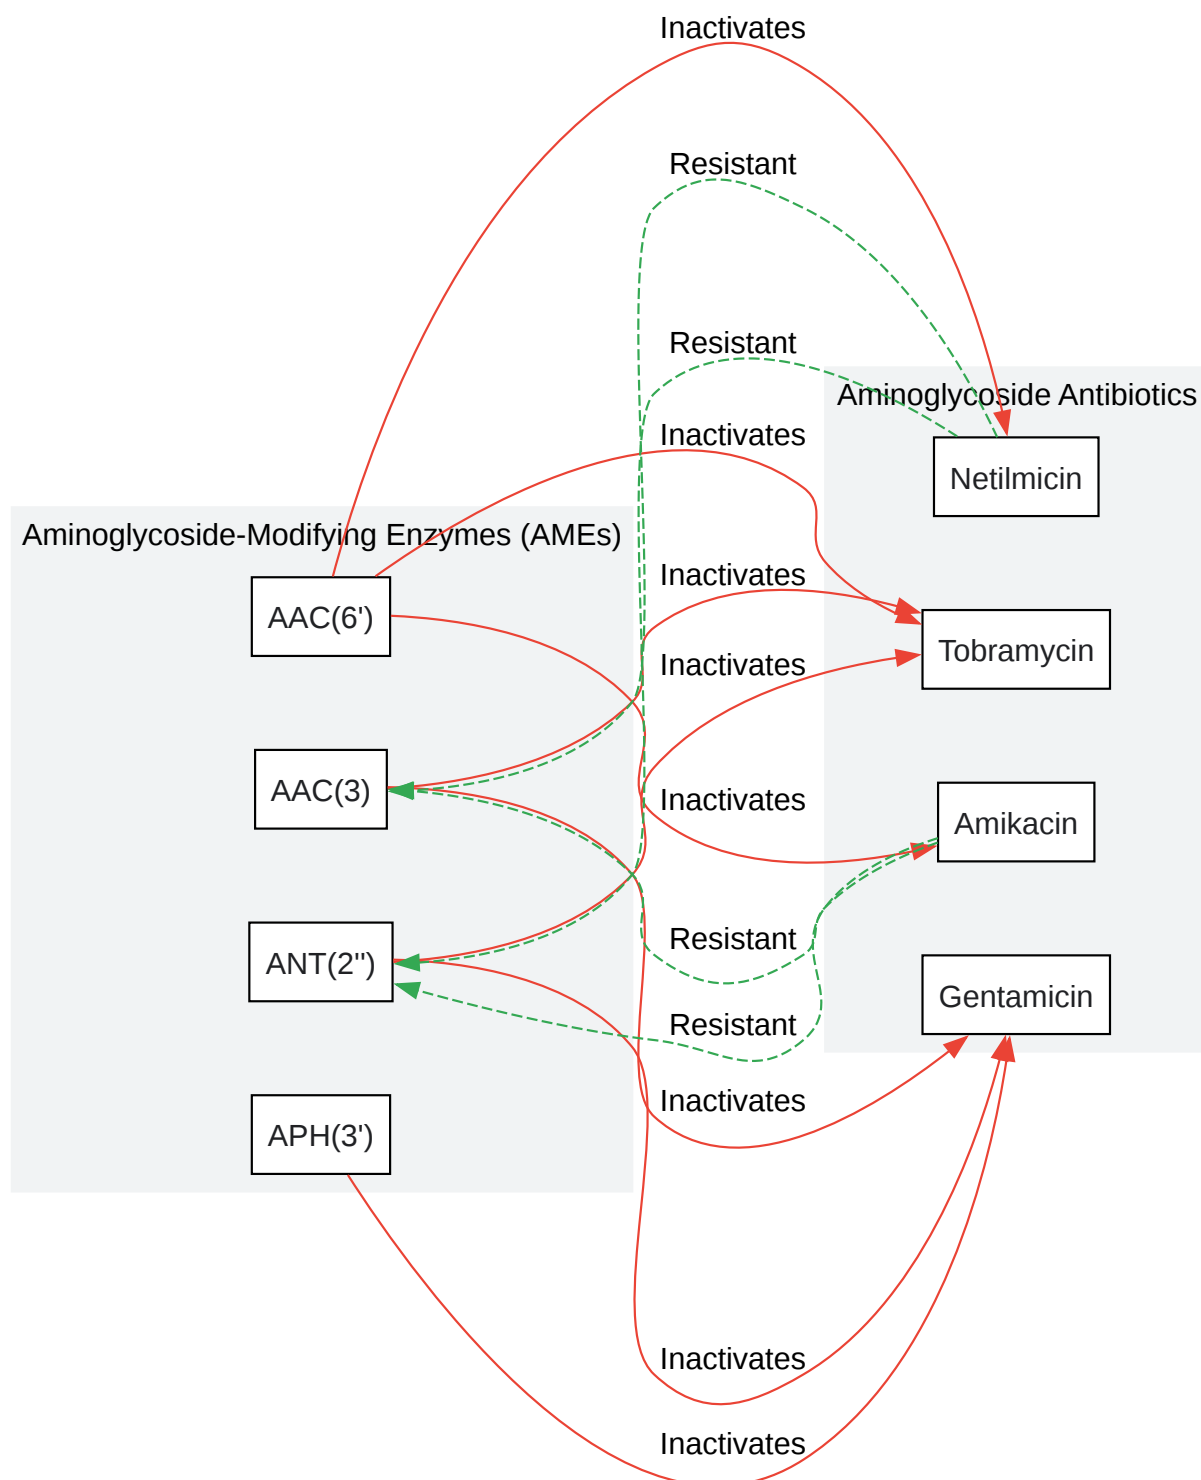 Inactivates
Resistant
Resistant
Aminoglycoside Antibiotics
Inactivates
Netilmicin
Aminoglycoside-Modifying Enzymes (AMEs)
Inactivates
AAC(6')
Tobramycin
Inactivates
AAC(3)
Inactivates
Amikacin
Resistant
ANT(2'')
Gentamicin
Resistant
Inactivates
APH(3')
Inactivates
Inactivates